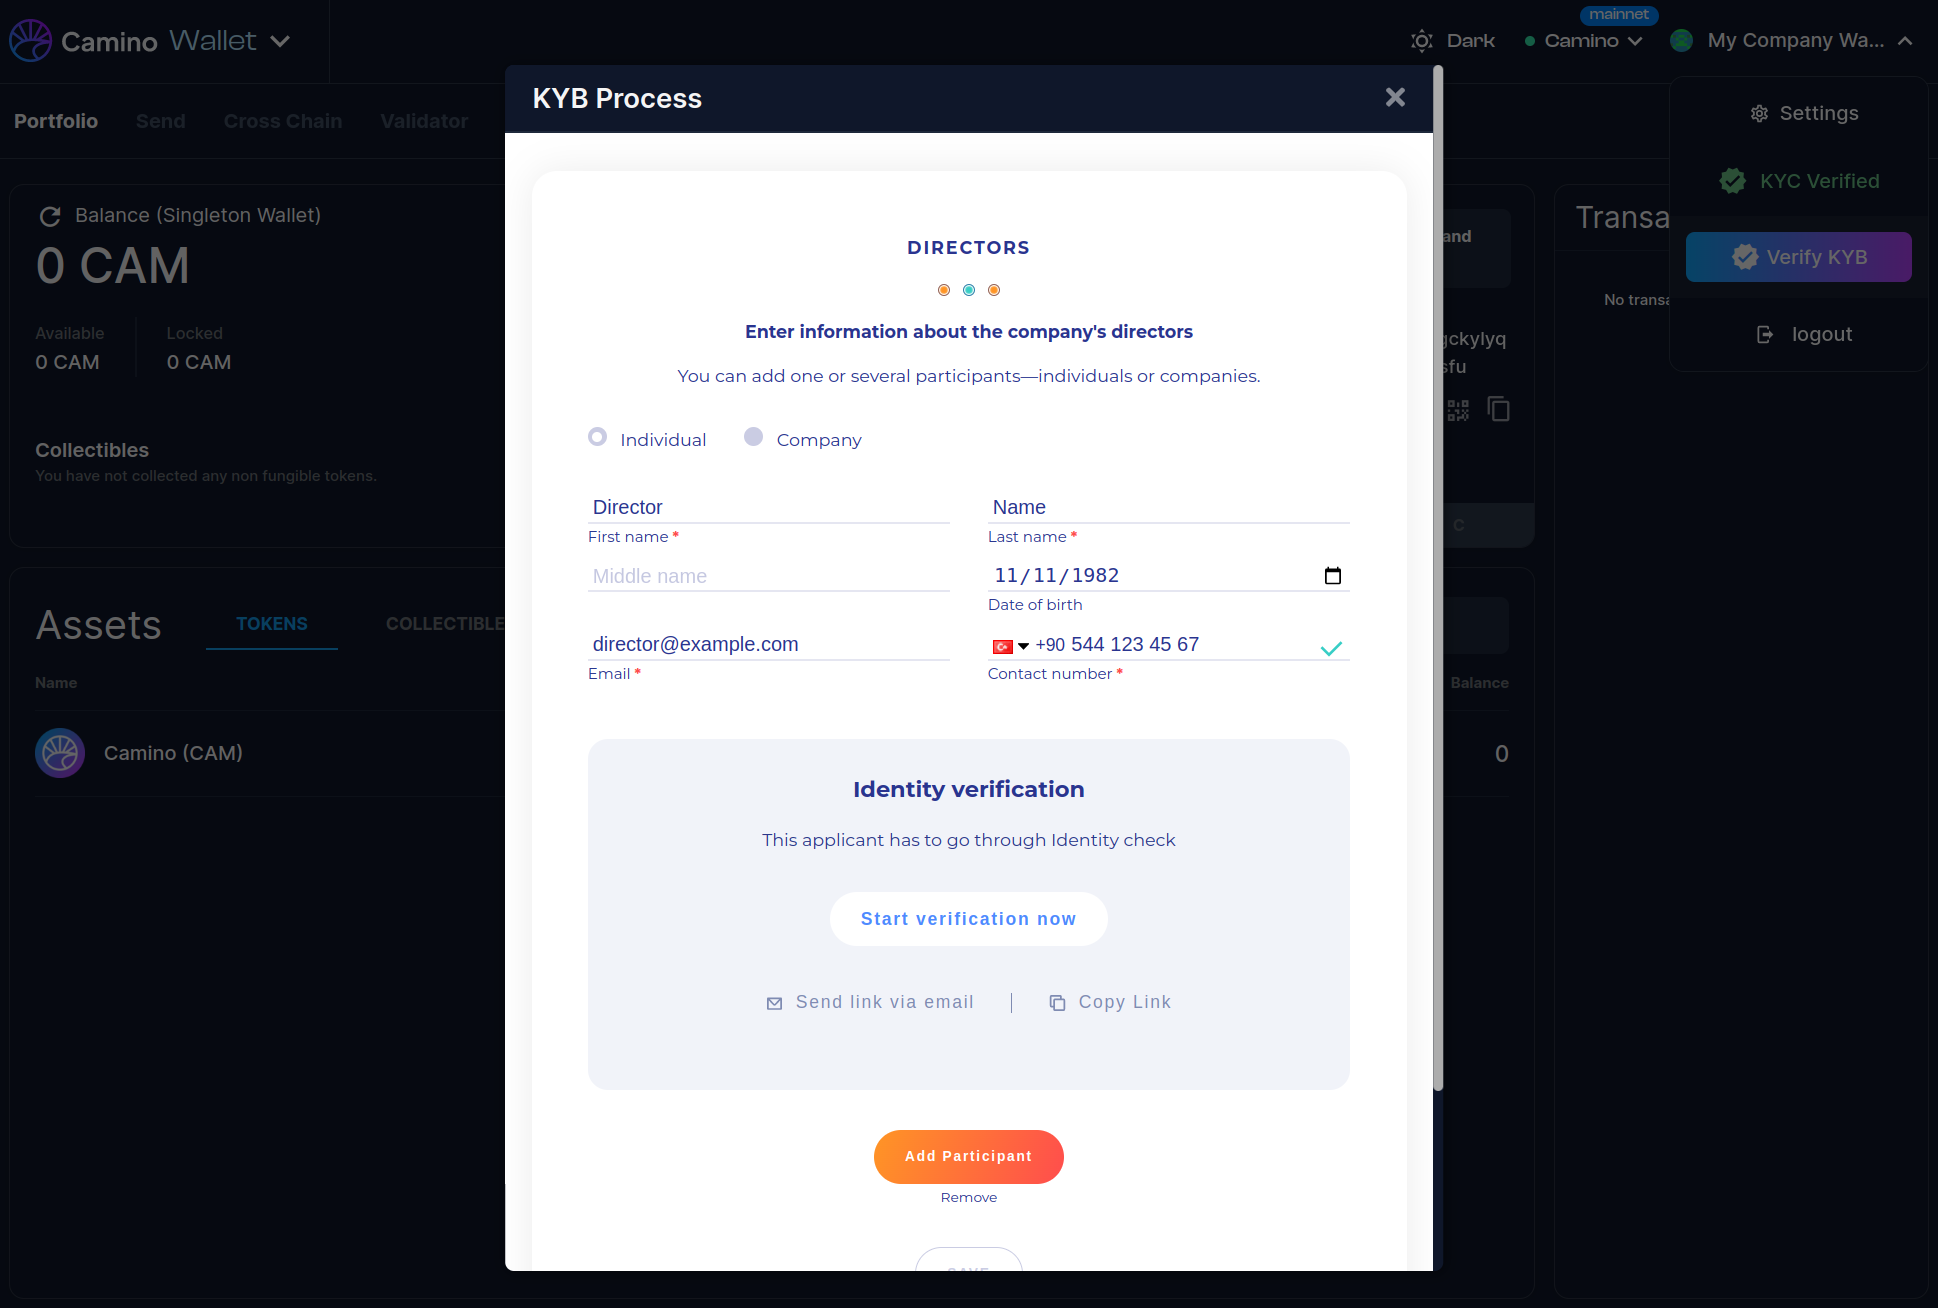 Camino Wallet
mainnet
Dark
Camino
My Company Wa...
Portfolio
Send
Cross Chain
Validator
Settings
KYC Verified
Verify KYB
logout
Balance (Singleton Wallet)
0 CAM
Available
Locked
0 CAM
0 CAM
Collectibles
You have not collected any non fungible tokens.
Assets
TOKENS
COLLECTIBLE
Name
Balance
Camino (CAM)
0
and
gckylyq
sfu
C
Transa
No transa
KYB Process
DIRECTORS
Enter information about the company's directors
You can add one or several participants—individuals or companies.
Individual
Company
Director
Name
First name *
Last name *
Middle name
11/11/1982
Date of birth
director@example.com
+90 544 123 45 67
Email *
Contact number *
Identity verification
This applicant has to go through Identity check
Start verification now
Send link via email
Copy Link
Add Participant
Remove